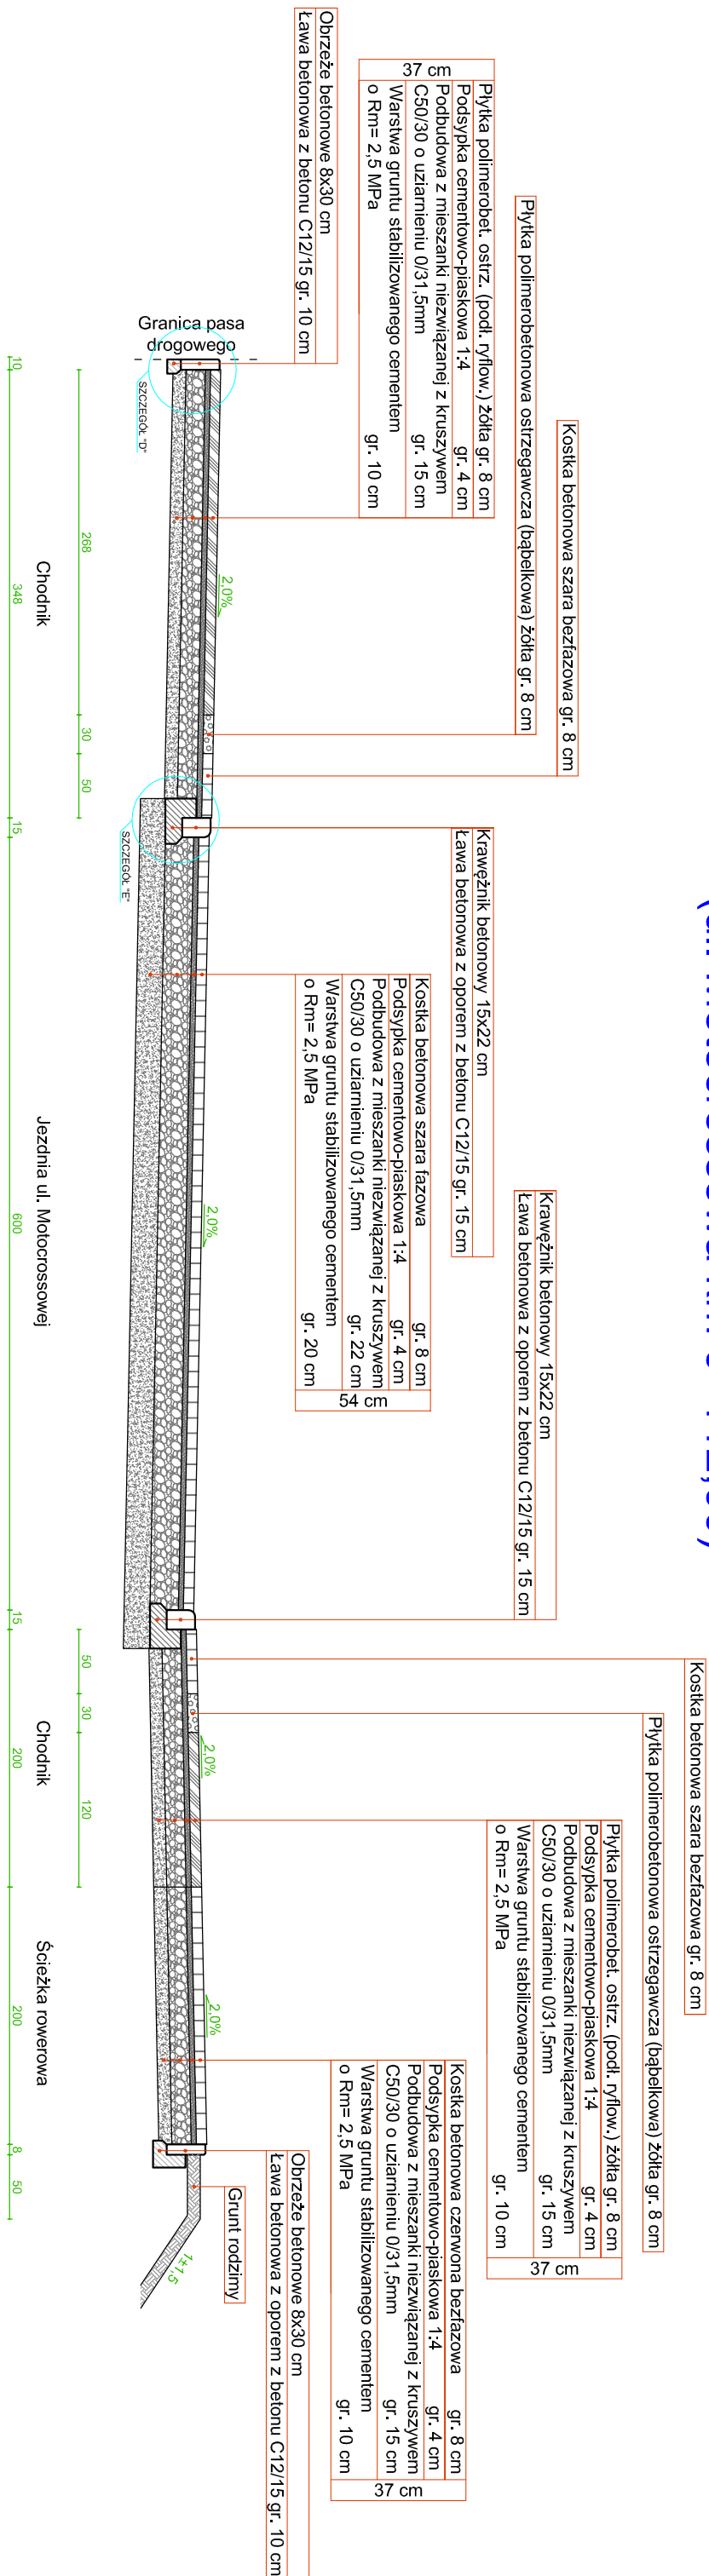 Kostka betonowa szara bezfazowa gr. 8 cm
Płytka polimerobetonowa ostrzegawcza (bąbelkowa) żółta gr. 8 cm
37 cm
Płytka polimerobet. ostrz. (podł. ryflow.) żółta gr. 8 cm
Podsypka cementowo-piaskowa 1:4 gr. 4 cm
Podbudowa z mieszanki niezwiązanej z kruszywem
C50/30 o uziarnieniu 0/31,5mm gr. 15 cm
Warstwa gruntu stabilizowanego cementem
o Rm= 2,5 MPa gr. 10 cm
Obrzeże betonowe 8x30 cm
Ława betonowa z betonu C12/15 gr. 10 cm
Granica pasa
drogowego
SZCZEGÓŁ "D"
2,0%
Krawężnik betonowy 15x22 cm
Ława betonowa z oporem z betonu C12/15 gr. 15 cm
SZCZEGÓŁ "E"
Kostka betonowa szara fazowa gr. 8 cm
Podsypka cementowo-piaskowa 1:4 gr. 4 cm
Podbudowa z mieszanki niezwiązanej z kruszywem
C50/30 o uziarnieniu 0/31,5mm gr. 22 cm
Warstwa gruntu stabilizowanego cementem
o Rm= 2,5 MPa gr. 20 cm
54 cm
2,0%
Krawężnik betonowy 15x22 cm
Ława betonowa z oporem z betonu C12/15 gr. 15 cm
Kostka betonowa szara bezfazowa gr. 8 cm
Płytka polimerobetonowa ostrzegawcza (bąbelkowa) żółta gr. 8 cm
Płytka polimerobet. ostrz. (podł. ryflow.) żółta gr. 8 cm
Podsypka cementowo-piaskowa 1:4 gr. 4 cm
Podbudowa z mieszanki niezwiązanej z kruszywem
C50/30 o uziarnieniu 0/31,5mm gr. 15 cm
Warstwa gruntu stabilizowanego cementem
o Rm= 2,5 MPa gr. 10 cm
37 cm
2,0%
Kostka betonowa czerwona bezfazowa gr. 8 cm
Podsypka cementowo-piaskowa 1:4 gr. 4 cm
Podbudowa z mieszanki niezwiązanej z kruszywem
C50/30 o uziarnieniu 0/31,5mm gr. 15 cm
Warstwa gruntu stabilizowanego cementem
o Rm= 2,5 MPa gr. 10 cm
37 cm
2,0%
Obrzeże betonowe 8x30 cm
Ława betonowa z oporem z betonu C12/15 gr. 10 cm
Grunt rodzimy
1÷1,5
268 30 50 50 30 120
Chodnik Jezdnia ul. Motocrossowej Chodnik Ścieżka rowerowa
10 348 15 600 15 200 200 8 50